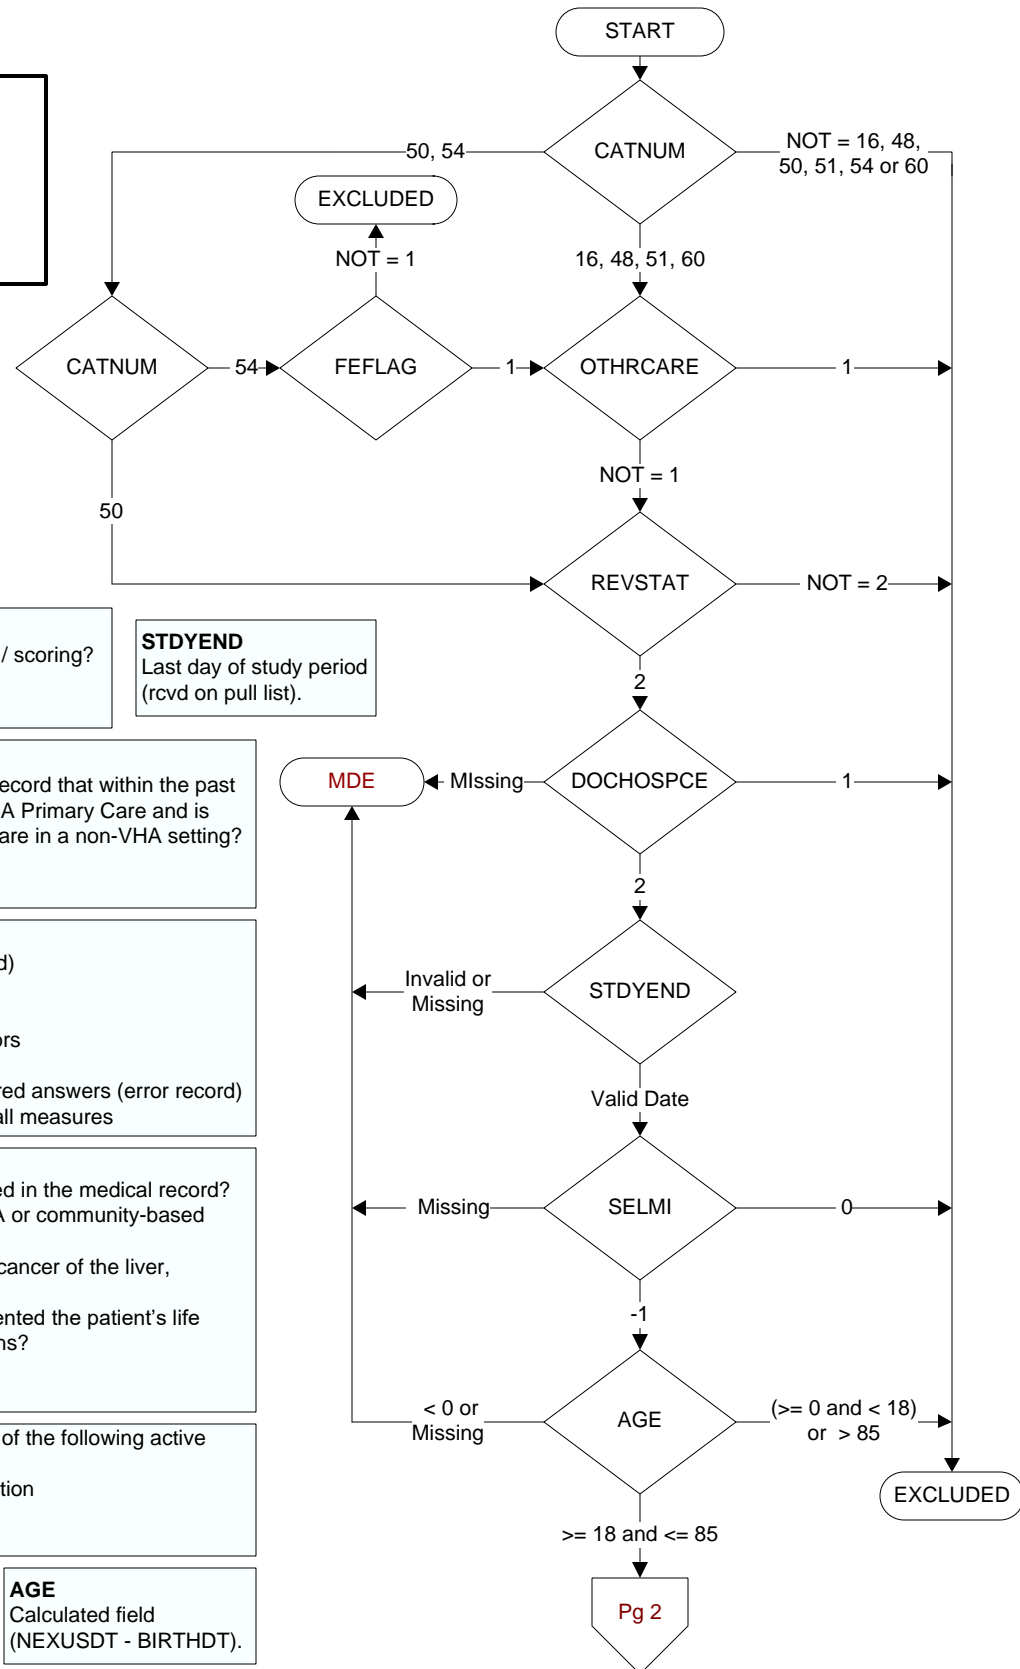 START
CATNUM
50, 54
NOT = 16, 48,
50, 51, 54 or 60
EXCLUDED
NOT = 1
16, 48, 51, 60
CATNUM
54
FEFLAG
1
OTHRCARE
1
NOT = 1
50
REVSTAT
NOT = 2
2
/ scoring?
STDYEND
Last day of study period
(rcvd on pull list).
ecord that within the past
A Primary Care and is
are in a non-VHA setting?
MDE
MIssing
DOCHOSPCE
1
2
d)
ors
red answers (error record)
all measures
Invalid or
Missing
STDYEND
Valid Date
ed in the medical record?
A or community-based
cancer of the liver,
ented the patient's life
ns?
Missing
SELMI
0
-1
< 0 or
Missing
AGE
(>= 0 and < 18)
or > 85
of the following active
tion
EXCLUDED
>= 18 and <= 85
AGE
Calculated field
(NEXUSDT - BIRTHDT).
Pg 2